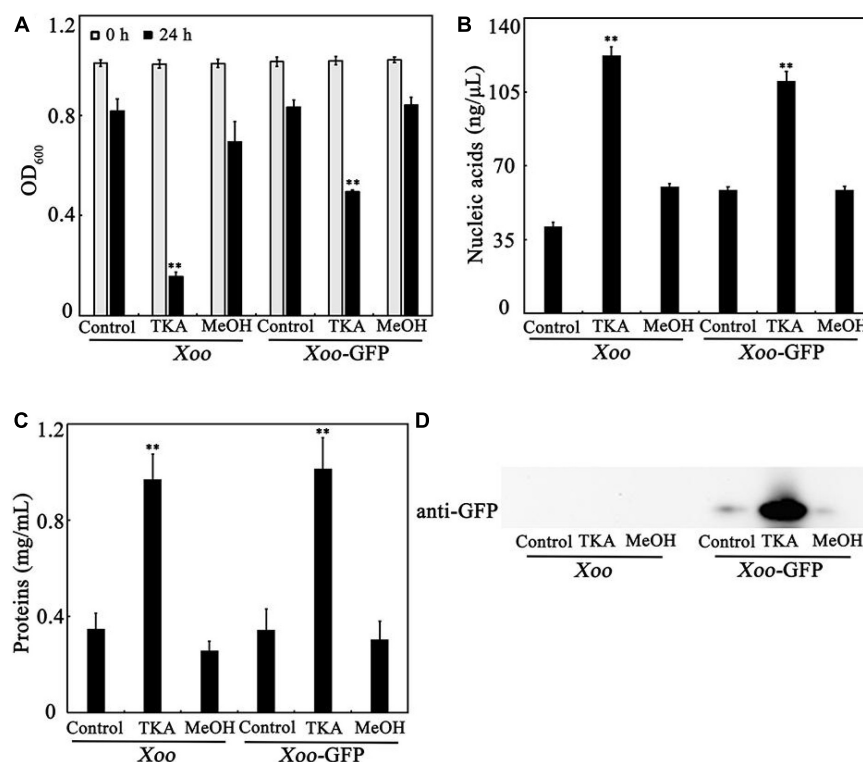 A
1.2
0 h 24 h
0.8
OD600
0.4
**
**
0
Control TKA MeOH Control TKA MeOH
Xoo Xoo-GFP
B
140
**
**
105
Nucleic acids (ng/μL)
70
35
0
Control TKA MeOH Control TKA MeOH
Xoo Xoo-GFP
C
1.2
**
**
Proteins (mg/mL)
0.8
0.4
0
Control TKA MeOH Control TKA MeOH
Xoo Xoo-GFP
D
anti-GFP
Control TKA MeOH Control TKA MeOH
Xoo Xoo-GFP